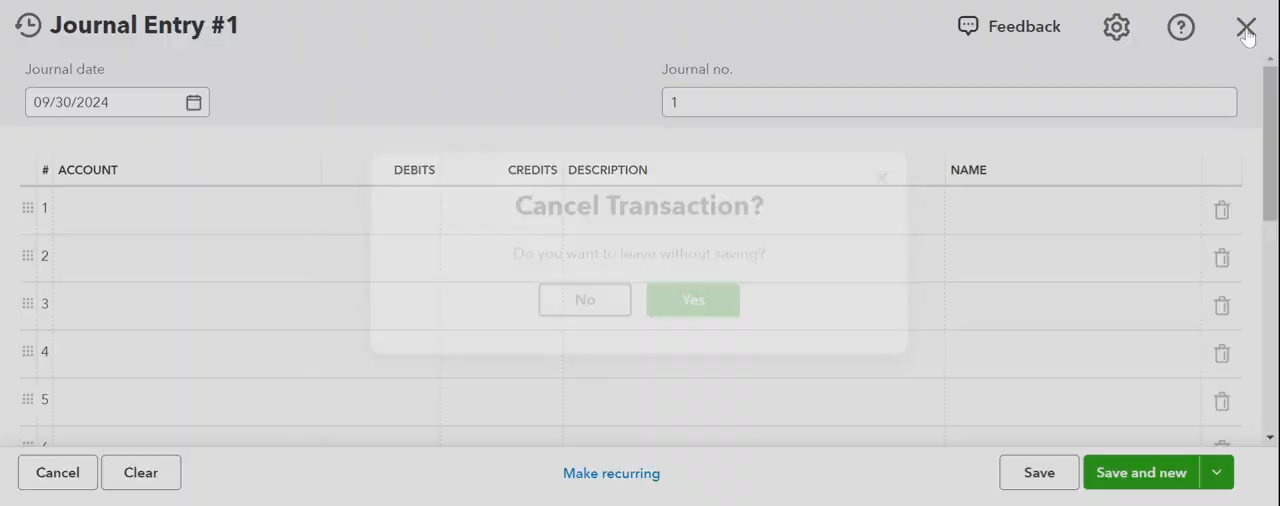 Journal Entry #1
Feedback
Journal date
Journal no.
09/30/2024
1
# ACCOUNT DEBITS CREDITS DESCRIPTION NAME
1
Cancel Transaction?
2
Do you want to leave without saving?
3
No Yes
4
5
Cancel Clear Make recurring Save Save and new